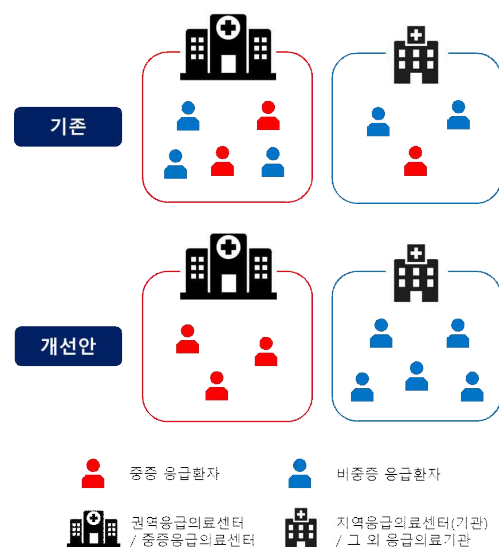 기존
개선안
중증 응급환자
비중증 응급환자
권역응급의료센터
/ 중증응급의료센터
지역응급의료센터(기관)
/ 그 외 응급의료기관